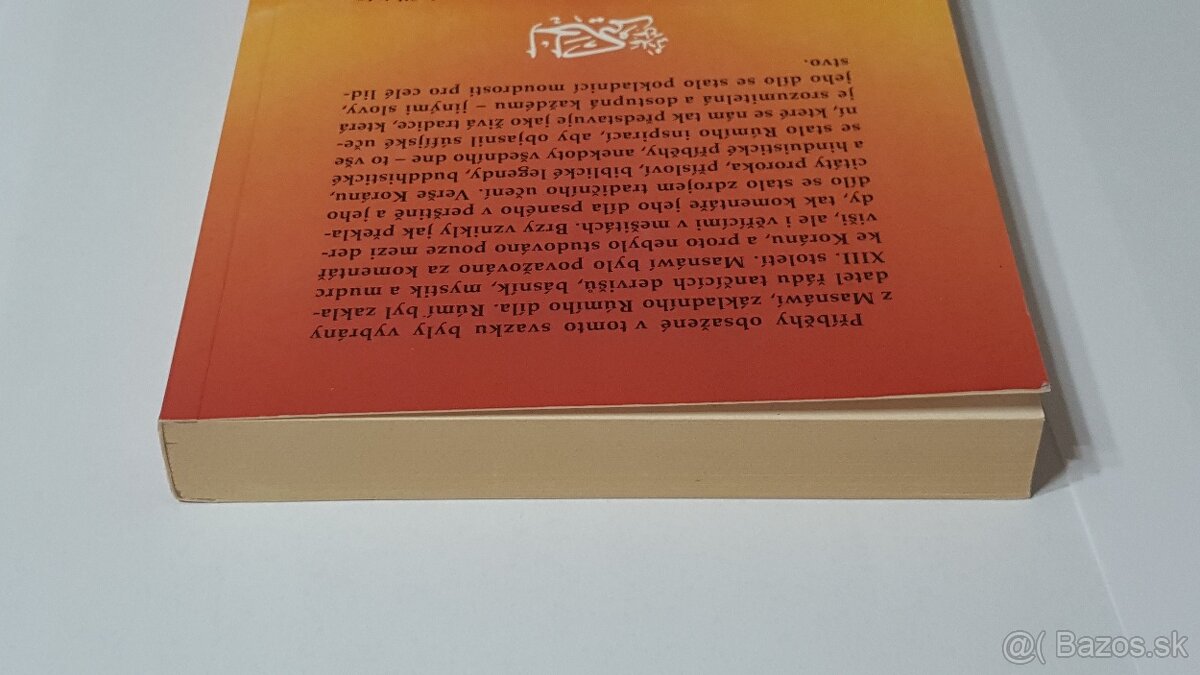 Příběhy obsažené v tomto svazku byly vybrány
z Masnáwí, základního Rúmího díla. Rúmí byl zakla-
datel řádu tančících dervišů, básník, mystik a mudrc
XIII. století. Masnáwí bylo považováno za komentář
ke Koránu, a proto nebylo studováno pouze mezi der-
viši, ale i věřícími v mešitách. Brzy vznikly jak překla-
dy, tak komentáře jeho díla psaného v perštině a jeho
dílo se stalo zdrojem tradičního učení. Verše Koránu,
citáty proroka, přísloví, biblické legendy, buddhistické
a hinduistické příběhy, anekdoty všedního dne – to vše
se stalo Rúmího inspirací, aby objasnil súfijské uče-
ní, které se nám tak představuje jako živá tradice, která
je srozumitelná a dostupná každému – jinými slovy,
jeho dílo se stalo pokladnicí moudrosti pro celé lid-
stvo.
@( Bazos.sk